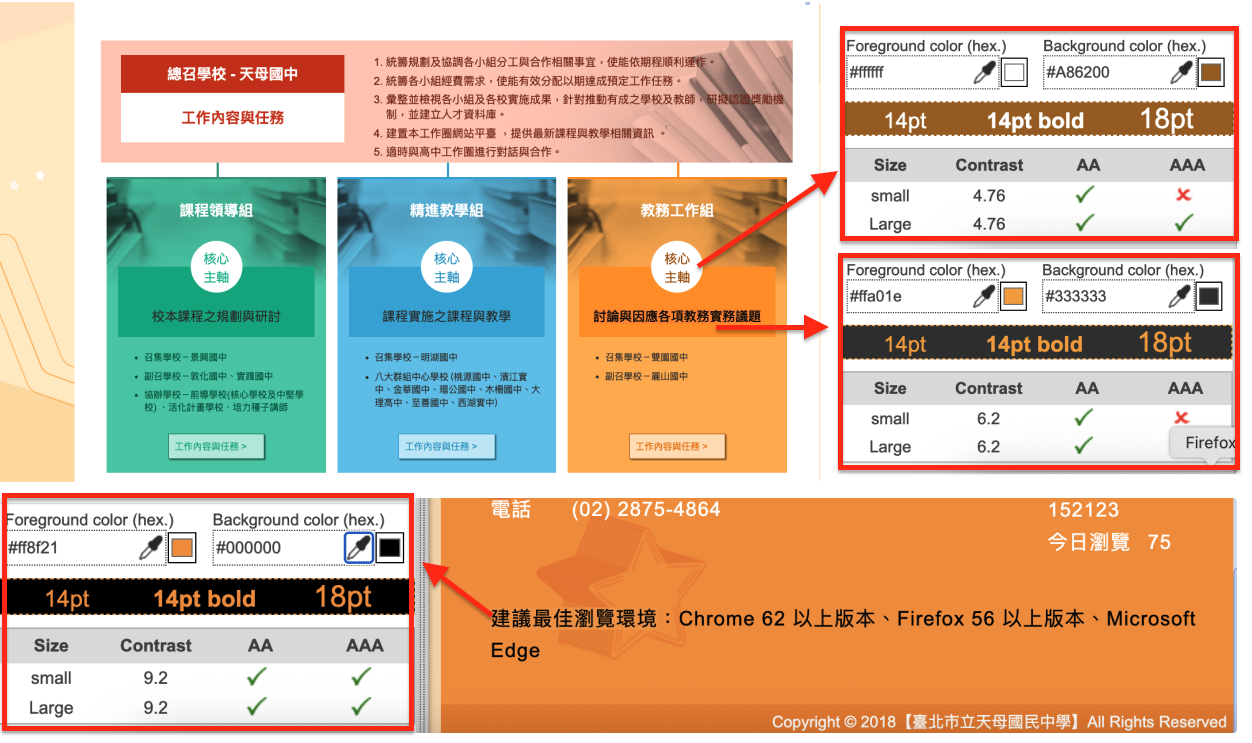 總召學校 - 天母國中
工作內容與任務
1. 統籌規劃及協調各小組分工與合作相關事宜，使能依期程順利運作。
2. 統籌各小組經費需求，使能有效分配以期達成預定工作任務。
3. 彙整並檢視各小組及各校實施成果，針對推動有成之學校及教師，研擬認證獎勵機
制，並建立人才資料庫。
4. 建置本工作圈網站平臺 ，提供最新課程與教學相關資訊 。
5. 適時與高中工作圈進行對話與合作。
課程領導組
核心
主軸
校本課程之規劃與研討
• 召集學校－景興國中
• 副召學校－敦化國中、實踐國中
• 協辦學校－前導學校(核心學校及中堅學
校) 、活化計畫學校、培力種子講師
工作內容與任務 >
精進教學組
核心
主軸
課程實施之課程與教學
• 召集學校－明湖國中
• 八大群組中心學校 (桃源國中、濱江實
中、金華國中、瑠公國中、木柵國中、大
理高中、至善國中、西湖實中)
工作內容與任務 >
教務工作組
核心
主軸
討論與因應各項教務實務議題
• 召集學校－雙園國中
• 副召學校－麗山國中
工作內容與任務 >
Foreground color (hex.) Background color (hex.)
#ffffff #A86200
14pt 14pt bold 18pt
Size Contrast AA AAA
small 4.76
Large 4.76
Foreground color (hex.) Background color (hex.)
#ffa01e #333333
14pt 14pt bold 18pt
Size Contrast AA AAA
small 6.2
Large 6.2
Firefox
Foreground color (hex.) Background color (hex.)
#ff8f21 #000000
14pt 14pt bold 18pt
Size Contrast AA AAA
small 9.2
Large 9.2
電話 (02) 2875-4864
152123
今日瀏覽 75
建議最佳瀏覽環境：Chrome 62 以上版本、Firefox 56 以上版本、Microsoft
Edge
Copyright © 2018【臺北市立天母國民中學】All Rights Reserved